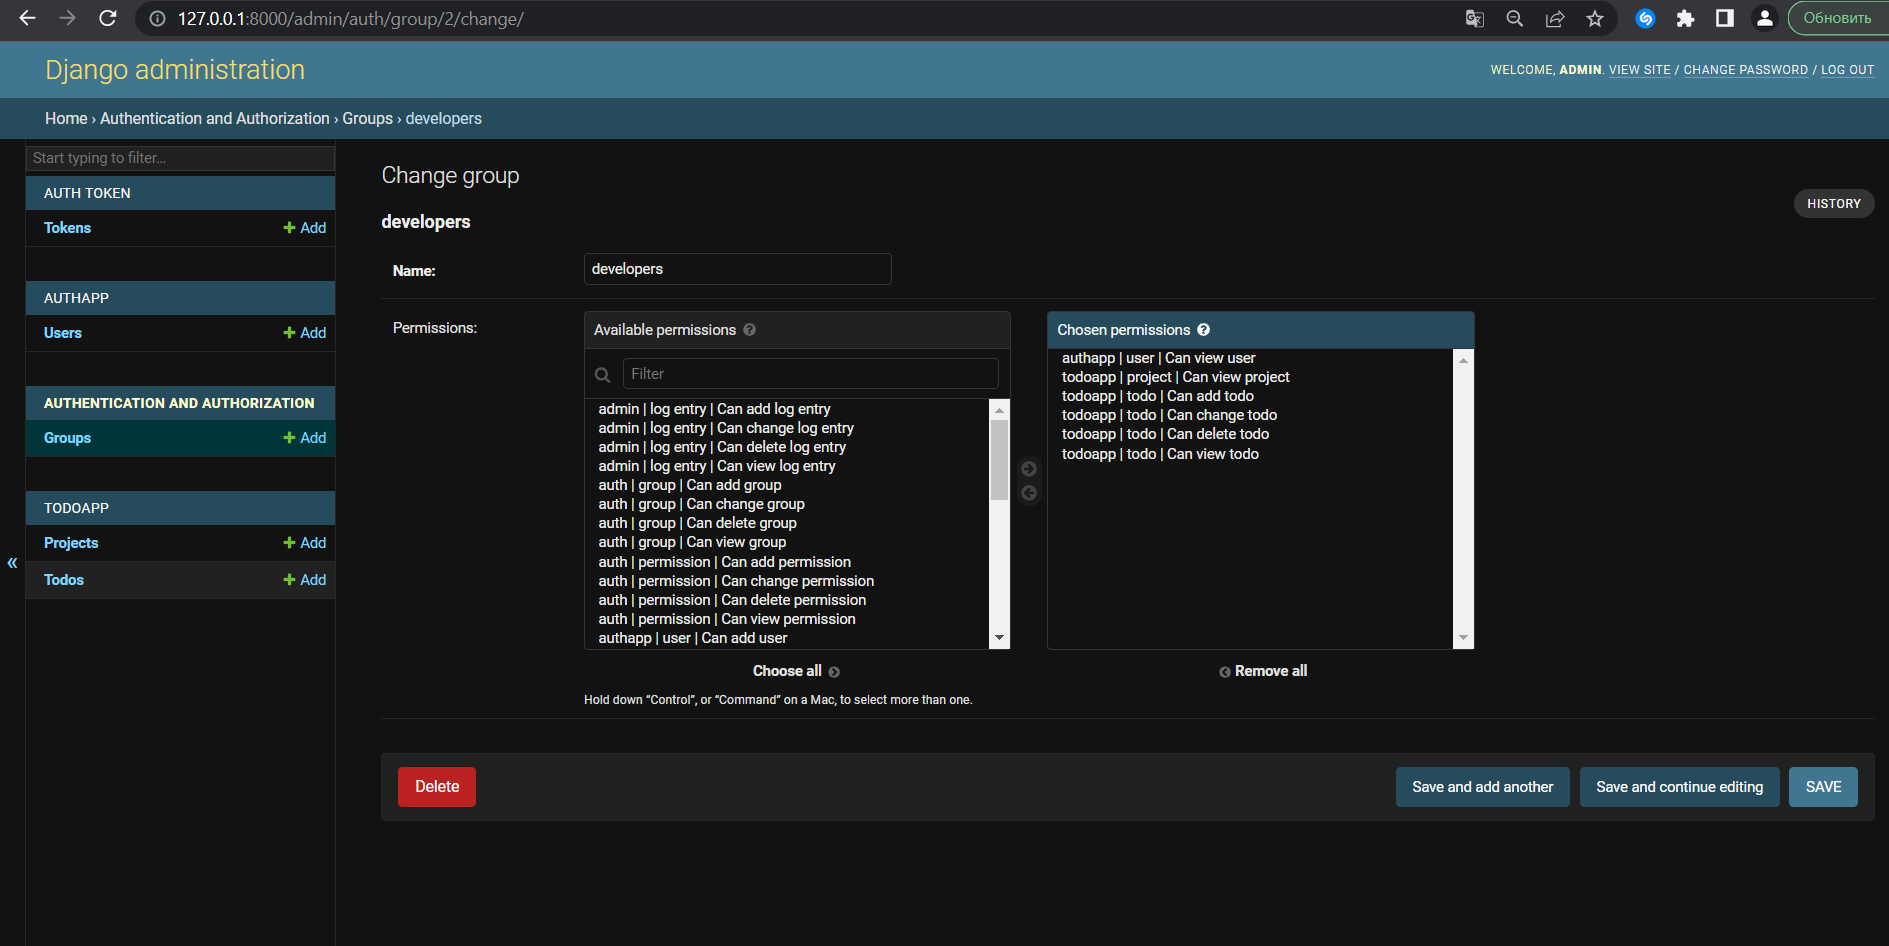 127.0.0.1:8000/admin/auth/group/2/change/
Обновить
Django administration
WELCOME, ADMIN. VIEW SITE / CHANGE PASSWORD / LOG OUT
Home › Authentication and Authorization › Groups › developers
Start typing to filter...
AUTH TOKEN
Tokens
Add
AUTHAPP
Users
Add
AUTHENTICATION AND AUTHORIZATION
Groups
Add
TODOAPP
Projects
Add
«
Todos
Add
Change group
HISTORY
developers
Name:
developers
Permissions:
Available permissions ?
Filter
admin | log entry | Can add log entry
admin | log entry | Can change log entry
admin | log entry | Can delete log entry
admin | log entry | Can view log entry
auth | group | Can add group
auth | group | Can change group
auth | group | Can delete group
auth | group | Can view group
auth | permission | Can add permission
auth | permission | Can change permission
auth | permission | Can delete permission
auth | permission | Can view permission
authapp | user | Can add user
Choose all
Hold down “Control”, or “Command” on a Mac, to select more than one.
Chosen permissions ?
authapp | user | Can view user
todoapp | project | Can view project
todoapp | todo | Can add todo
todoapp | todo | Can change todo
todoapp | todo | Can delete todo
todoapp | todo | Can view todo
Remove all
Delete
Save and add another
Save and continue editing
SAVE